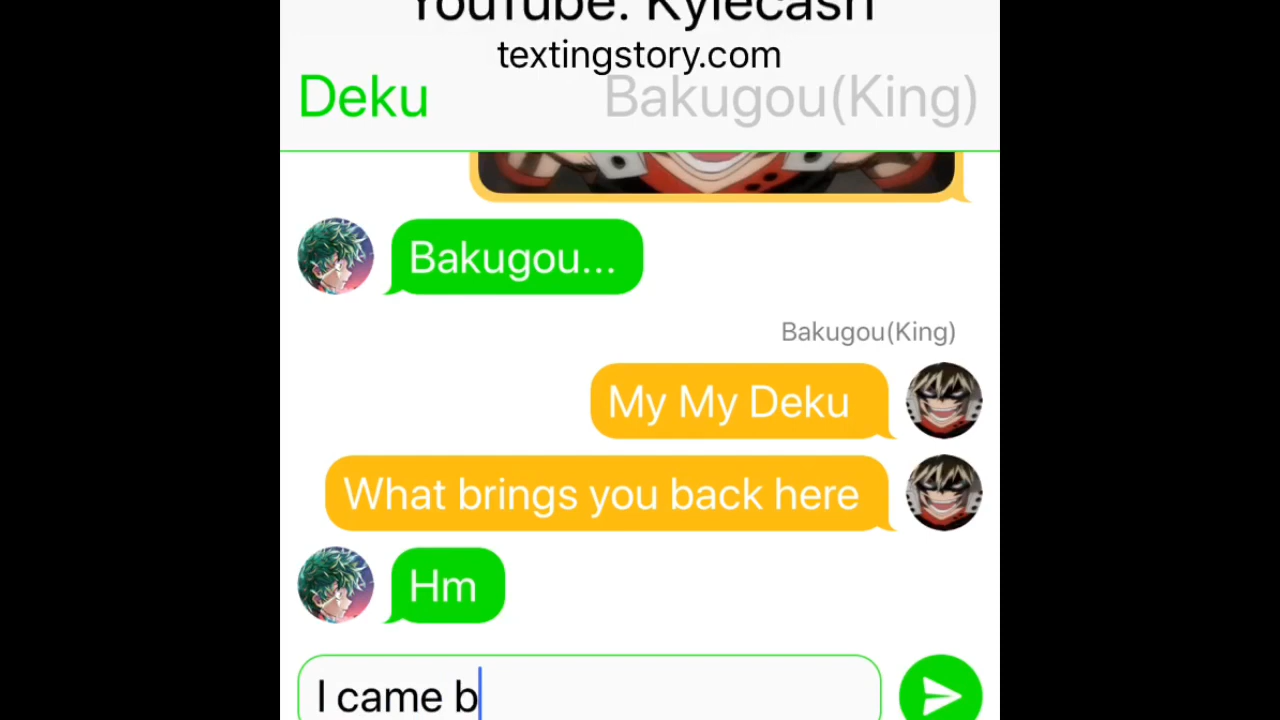 YouTube: Kylecash
textingstory.com
Deku
Bakugou(King)
Bakugou...
Bakugou(King)
My My Deku
What brings you back here
Hm
I came b